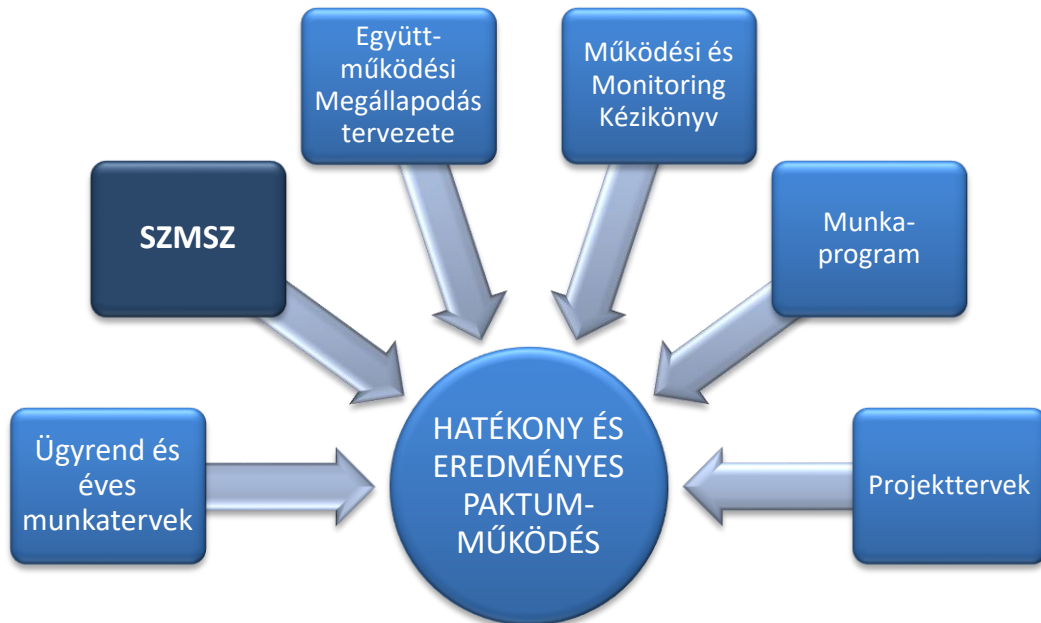 Együtt-
működési
Megállapodás
tervezete
Működési és
Monitoring
Kézikönyv
SZMSZ
Munka-
program
Ügyrend és
éves
munkatervek
HATÉKONY ÉS
EREDMÉNYES
PAKTUM-
MŰKÖDÉS
Projekttervek